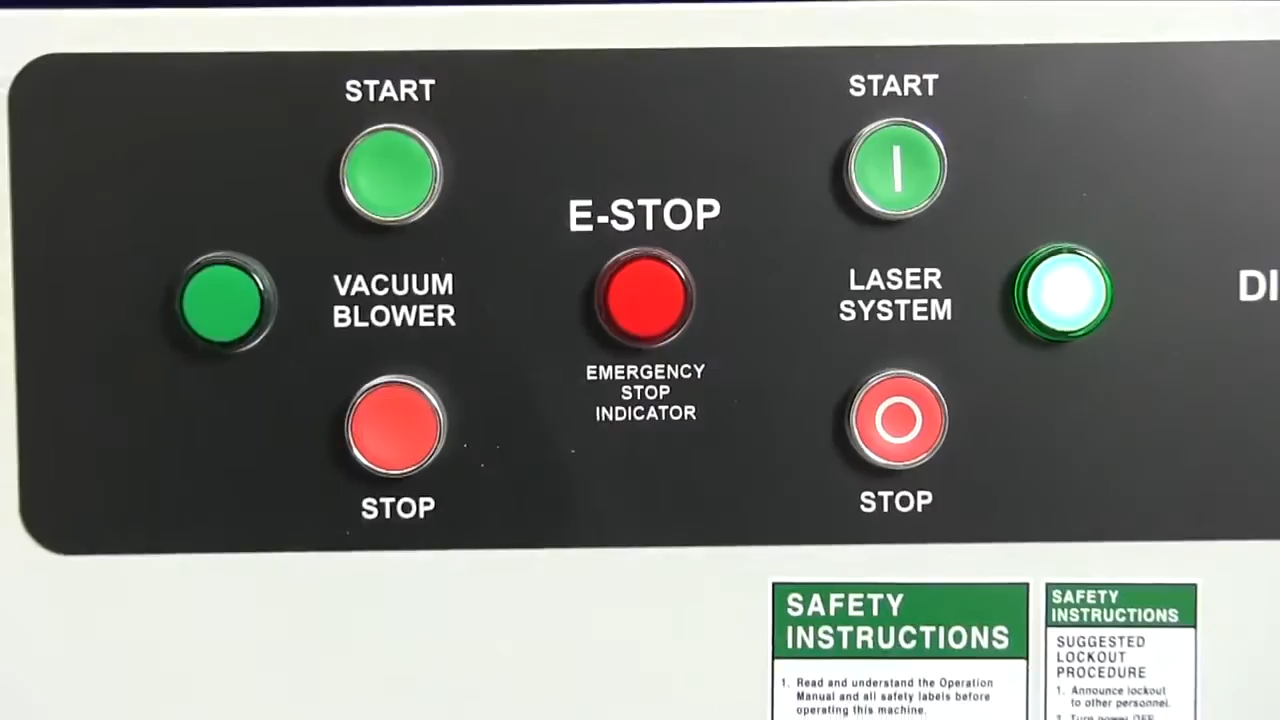 START
VACUUM
BLOWER
STOP
E-STOP
EMERGENCY
STOP
INDICATOR
START
LASER
SYSTEM
STOP
DI
SAFETY
INSTRUCTIONS
1. Read and understand the Operation
Manual and all safety labels before
operating this machine.
SAFETY
INSTRUCTIONS
SUGGESTED
LOCKOUT
PROCEDURE
1. Announce lockout
to other personnel.
2. Turn power OFF